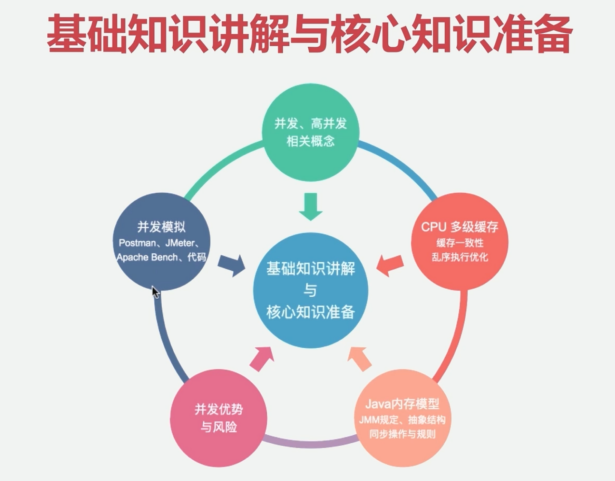 基础知识讲解与核心知识准备
并发、高并发
相关概念
CPU 多级缓存
缓存一致性
乱序执行优化
并发模拟
Postman、JMeter、
Apache Bench、代码
基础知识讲解
与
核心知识准备
Java内存模型
JMM规定、抽象结构
同步操作与规则
并发优势
与风险